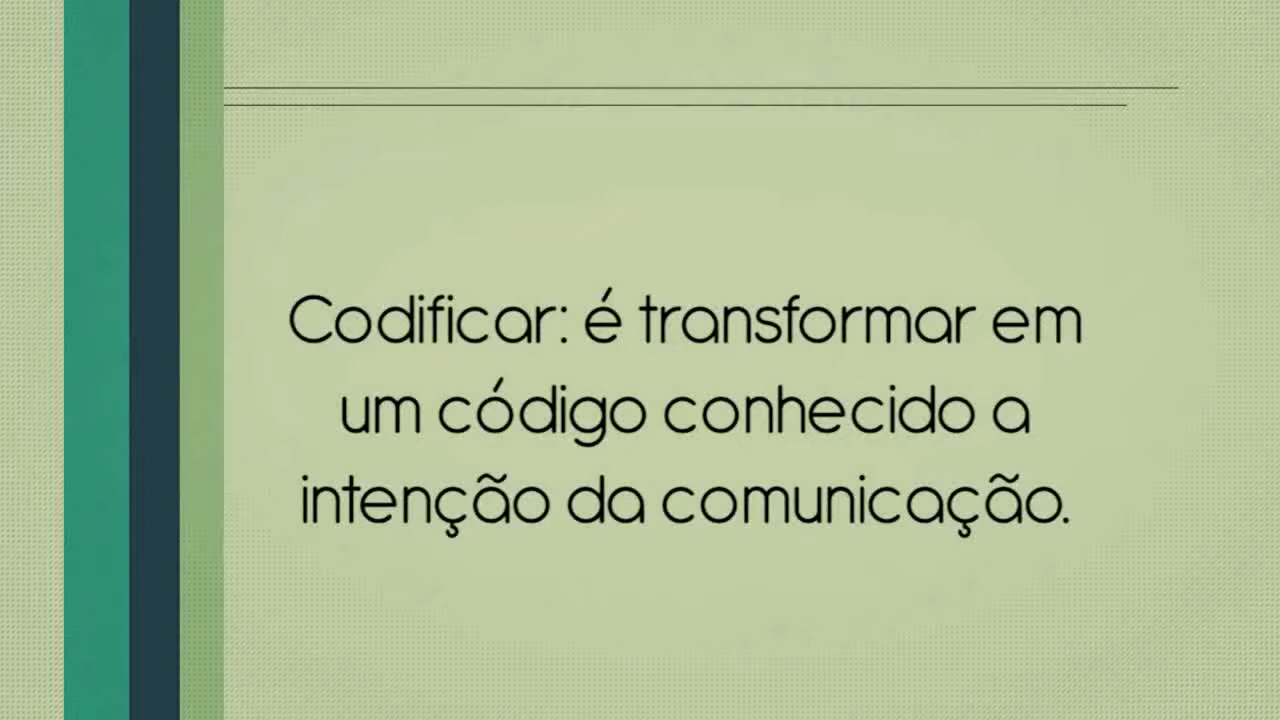 Codificar: é transformar em
um código conhecido a
intenção da comunicação.